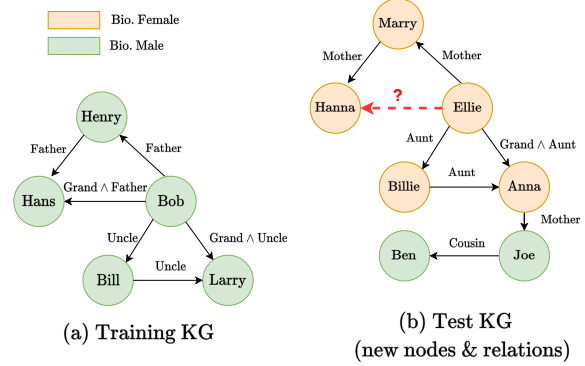 Bio. Female
Bio. Male
Henry
Father
Father
Hans
Grand ∧ Father
Bob
Uncle
Grand ∧ Uncle
Bill
Uncle
Larry
(a) Training KG
Marry
Mother
Mother
Hanna
?
Ellie
Aunt
Grand ∧ Aunt
Billie
Aunt
Anna
Mother
Ben
Cousin
Joe
(b) Test KG
(new nodes & relations)